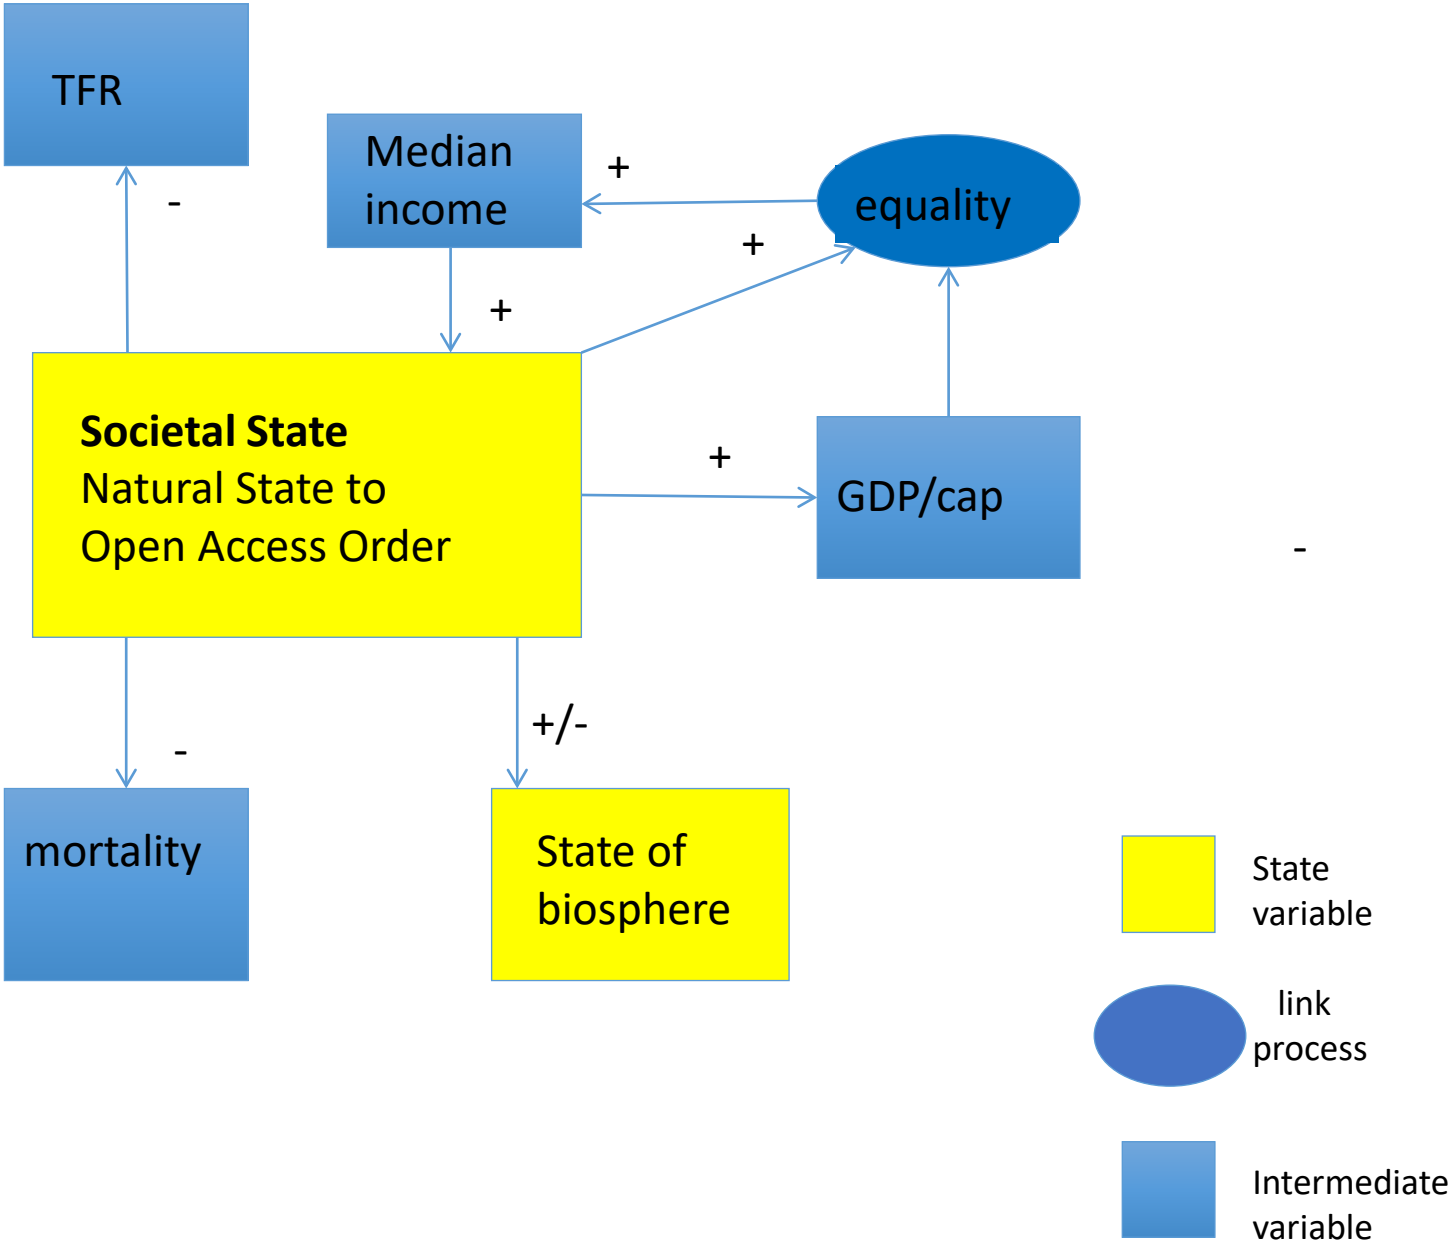 TFR
-
Median
income
+
equality
+
+
Societal State
Natural State to
Open Access Order
+
GDP/cap
-
-
mortality
+/-
State of
biosphere
State
variable
link
process
Intermediate
variable